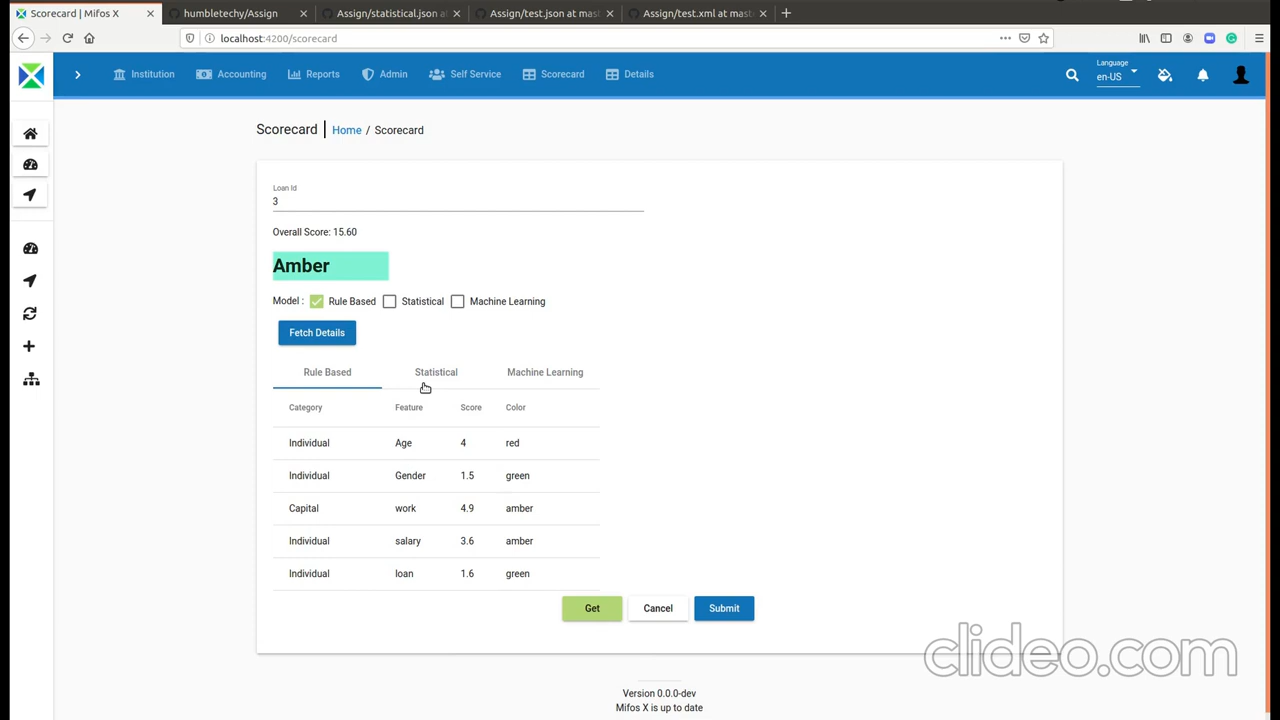 Scorecard | Mifos X
humbletechy/Assign
Assign/statistical.json at
Assign/test.json at mast
Assign/test.xml at mast
localhost:4200/scorecard
Institution
Accounting
Reports
Admin
Self Service
Scorecard
Details
Language
en-US
Scorecard
Home / Scorecard
Loan Id
3
Overall Score: 15.60
Amber
Model : Rule Based Statistical Machine Learning
Fetch Details
Rule Based Statistical Machine Learning
Category Feature Score Color
Individual Age 4 red
Individual Gender 1.5 green
Capital work 4.9 amber
Individual salary 3.6 amber
Individual loan 1.6 green
Get Cancel Submit
clideo.com
Version 0.0.0-dev
Mifos X is up to date